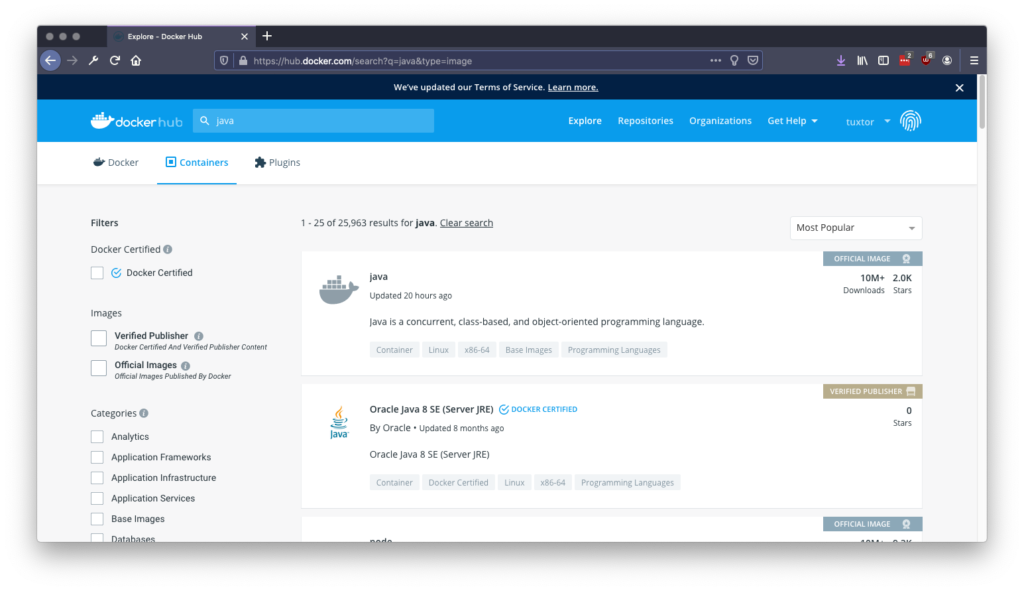 Explore - Docker Hub
https://hub.docker.com/search?q=java&type=image
2
6
We've updated our Terms of Service. Learn more.
docker hub
java
Explore
Repositories
Organizations
Get Help
tuxtor
Docker
Containers
Plugins
Filters
1 - 25 of 25,963 results for java. Clear search
Most Popular
Docker Certified
Docker Certified
Images
Verified Publisher
Docker Certified And Verified Publisher Content
Official Images
Official Images Published By Docker
Categories
Analytics
Application Frameworks
Application Infrastructure
Application Services
Base Images
Databases
OFFICIAL IMAGE
java
10M+ 2.0K
Updated 20 hours ago
Downloads Stars
Java is a concurrent, class-based, and object-oriented programming language.
Container Linux x86-64 Base Images Programming Languages
VERIFIED PUBLISHER
Java
Oracle Java 8 SE (Server JRE) DOCKER CERTIFIED
0
By Oracle • Updated 8 months ago
Stars
Oracle Java 8 SE (Server JRE)
Container Docker Certified Linux x86-64 Programming Languages
OFFICIAL IMAGE
node
10M+